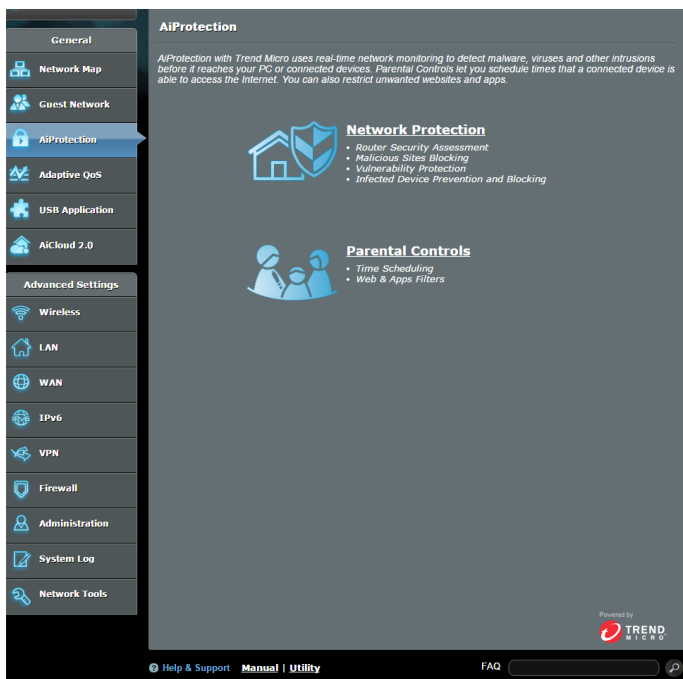 General
Network Map
Guest Network
AiProtection
Adaptive QoS
USB Application
AiCloud 2.0
Advanced Settings
Wireless
LAN
WAN
IPv6
VPN
Firewall
Administration
System Log
Network Tools
AiProtection
AiProtection with Trend Micro uses real-time network monitoring to detect malware, viruses and other intrusions
before it reaches your PC or connected devices. Parental Controls let you schedule times that a connected device is
able to access the Internet. You can also restrict unwanted websites and apps.
Network Protection
• Router Security Assessment
• Malicious Sites Blocking
• Vulnerability Protection
• Infected Device Prevention and Blocking
Parental Controls
• Time Scheduling
• Web & Apps Filters
Powered by
TREND
MICRO
Help & Support Manual | Utility FAQ